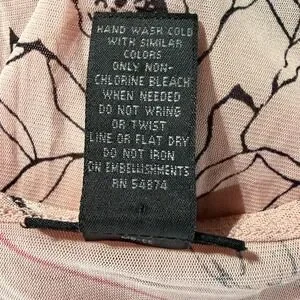 HAND WASH COLD
WITH SIMILAR
COLORS
ONLY NON-
CHLORINE BLEACH
WHEN NEEDED
DO NOT WRING
OR TWIST
LINE OR FLAT DRY
DO NOT IRON
ON EMBELLISHMENTS
RN 54874